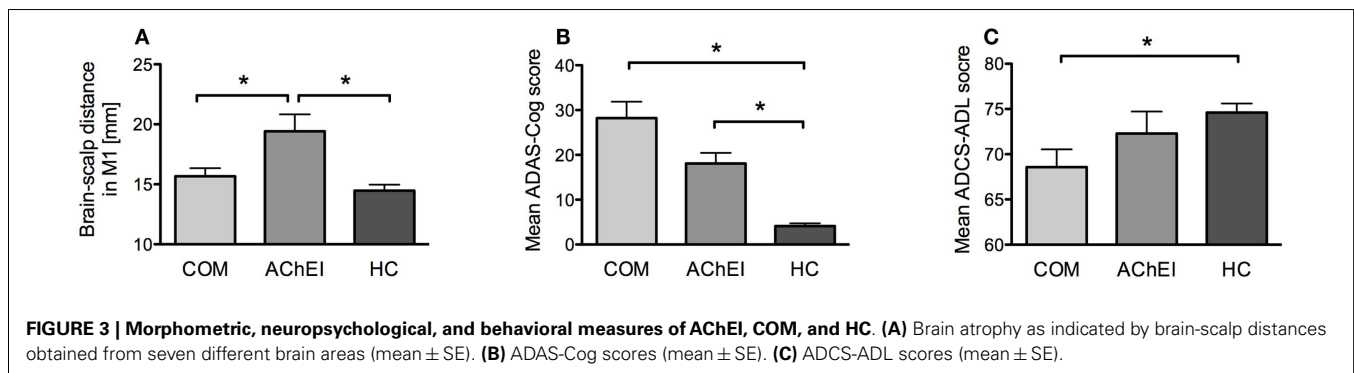 A
Brain-scalp distance
in M1 [mm]
25
20
15
10
*
*
COM
AChEI
HC
B
Mean ADAS-Cog score
40
30
20
10
0
*
*
COM
AChEI
HC
C
Mean ADCS-ADL socre
80
75
70
65
60
*
COM
AChEI
HC
FIGURE 3 | Morphometric, neuropsychological, and behavioral measures of AChEI, COM, and HC. (A) Brain atrophy as indicated by brain-scalp distances
obtained from seven different brain areas (mean ± SE). (B) ADAS-Cog scores (mean ± SE). (C) ADCS-ADL scores (mean ± SE).